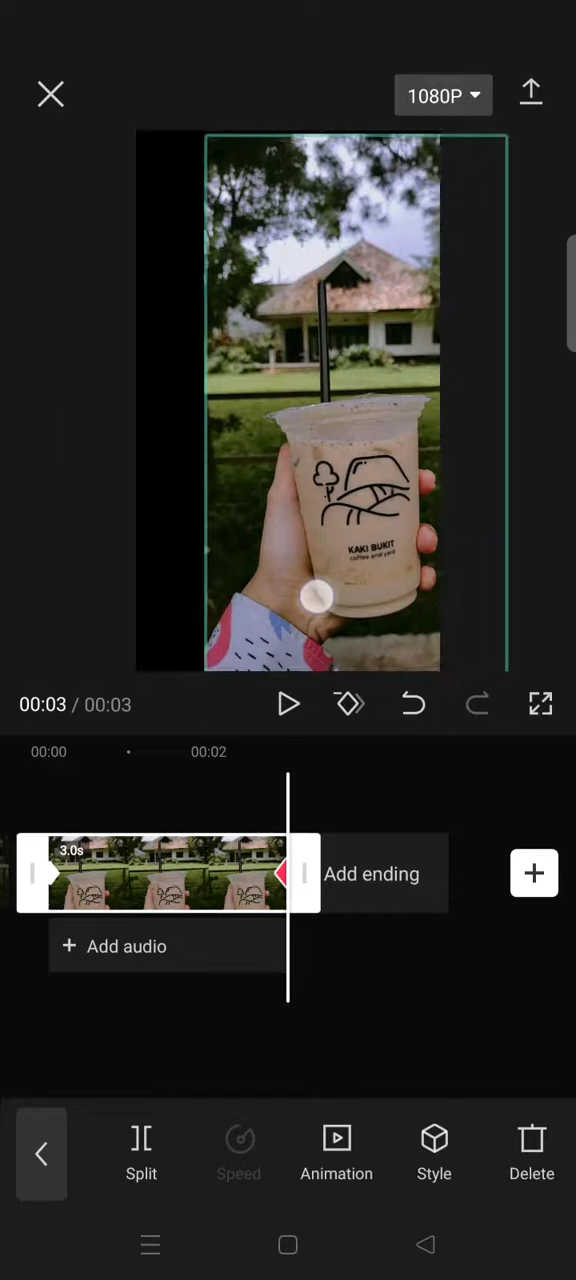 1080P
KAKI BUKIT
coffee and yard
00:03 / 00:03
00:00
00:02
3.0s
Add ending
+
+ Add audio
Split
Speed
Animation
Style
Delete